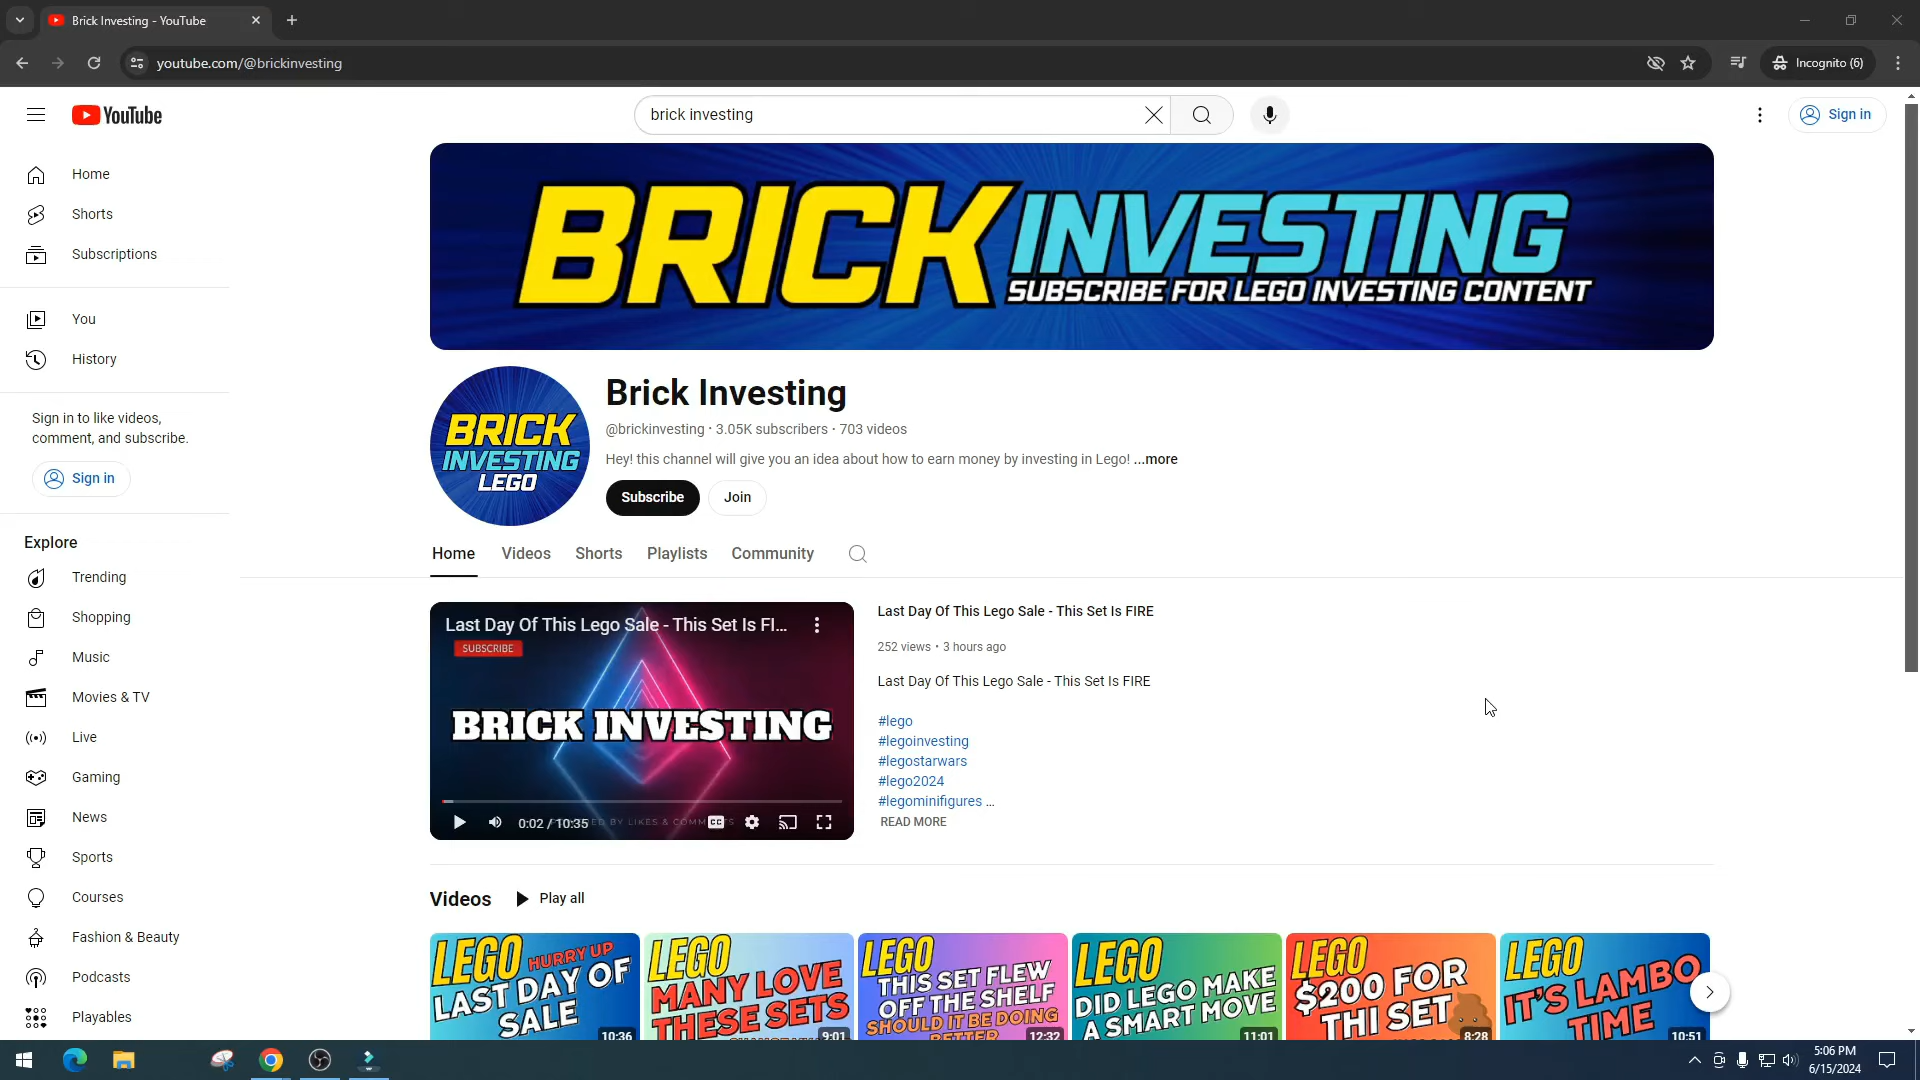 Brick Investing - YouTube
youtube.com/@brickinvesting
Incognito (6)
YouTube
brick investing
Sign in
Home
Shorts
Subscriptions
You
History
Sign in to like videos,
comment, and subscribe.
Sign in
Explore
Trending
Shopping
Music
Movies & TV
Live
Gaming
News
Sports
Courses
Fashion & Beauty
Podcasts
Playables
BRICK INVESTING
SUBSCRIBE FOR LEGO INVESTING CONTENT
BRICK
INVESTING
LEGO
Brick Investing
@brickinvesting · 3.05K subscribers · 703 videos
Hey! this channel will give you an idea about how to earn money by investing in Lego! ...more
Subscribe
Join
Home
Videos
Shorts
Playlists
Community
Last Day Of This Lego Sale - This Set Is FI...
SUBSCRIBE
BRICK INVESTING
0:02 / 10:35
BY LIKES & COMM
CC
Last Day Of This Lego Sale - This Set Is FIRE
252 views · 3 hours ago
Last Day Of This Lego Sale - This Set Is FIRE
#lego
#legoinvesting
#legostarwars
#lego2024
#legominifigures ...
READ MORE
Videos
Play all
LEGO HURRY UP
LAST DAY OF
SALE
10:36
LEGO
MANY LOVE
THESE SETS
9:01
LEGO
THIS SET FLEW
OFF THE SHELF
SHOULD IT BE DOING
BETTER
12:32
LEGO
DID LEGO MAKE
A SMART MOVE
11:01
LEGO
$200 FOR
THI SET
8:28
LEGO
IT'S LAMBO
TIME
10:51
5:06 PM
6/15/2024